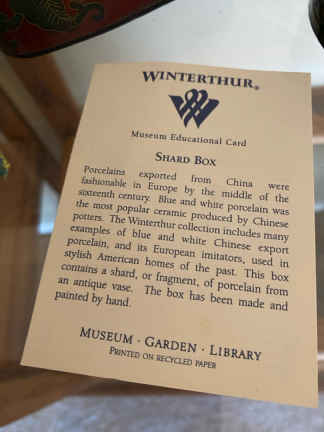 WINTERTHUR®
Museum Educational Card
SHARD BOX
Porcelains exported from China were
fashionable in Europe by the middle of the
sixteenth century. Blue and white porcelain was
the most popular ceramic produced by Chinese
potters. The Winterthur collection includes many
examples of blue and white Chinese export
porcelain, and its European imitators, used in
stylish American homes of the past. This box
contains a shard, or fragment, of porcelain from
an antique vase. The box has been made and
painted by hand.
MUSEUM · GARDEN · LIBRARY
PRINTED ON RECYCLED PAPER